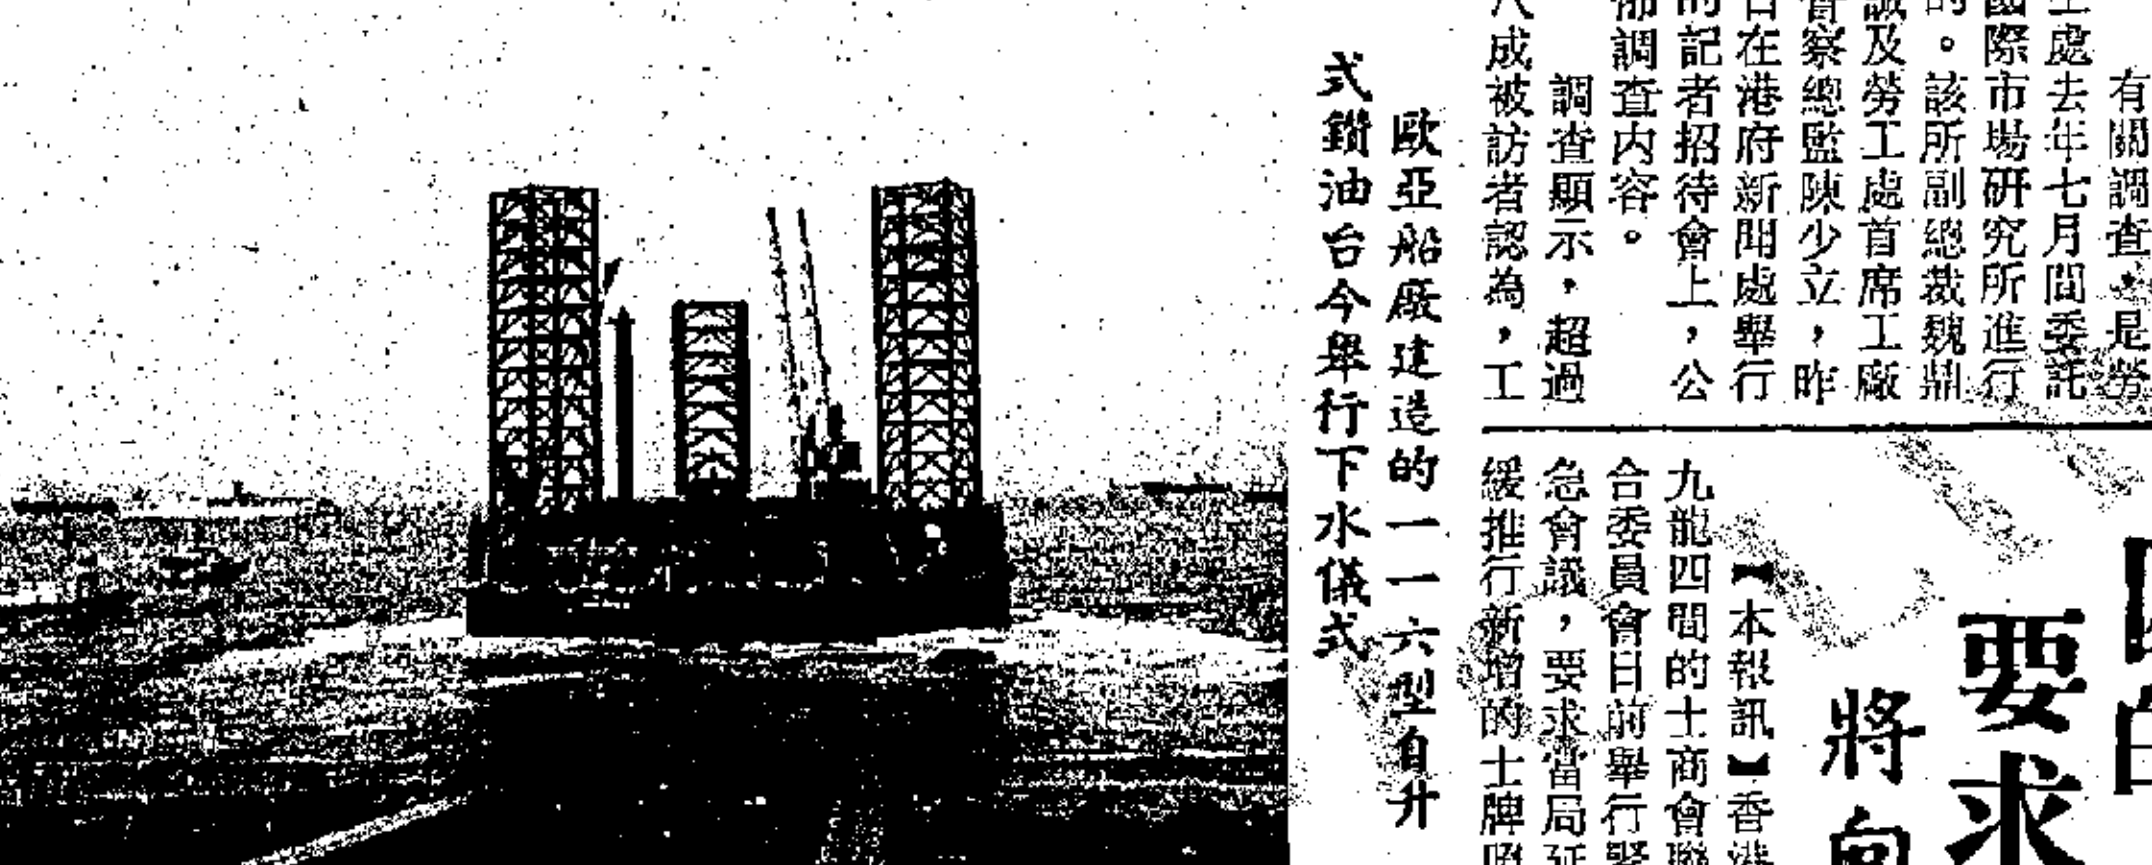 歐亞船廠建造的一一六型自升
式鑽油台今舉行下水儀式
有關調查,是勞
處去年七月間委託
國際市場研究所進行
的。該所副總裁魏鼎
誠及勞工處首席工廠
督察總監陳少立,昨
日在港府新聞處舉行
的記者招待會上,公
佈調查内容。
調查顯示,超過
八成被訪者認為,工
要求
將向
【本報訊】香港
九龍四間的士商會聯
合委員會日前舉行緊
急會議,要求當局延
緩推行新增的士牌照